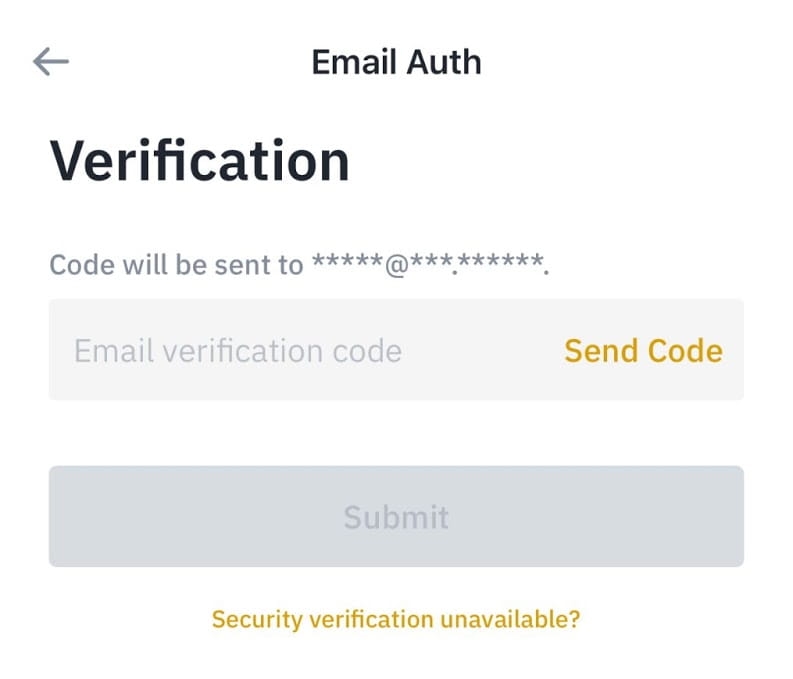 Email Auth
Verification
Code will be sent to *****@***.******.
Email verification code Send Code
Submit
Security verification unavailable?